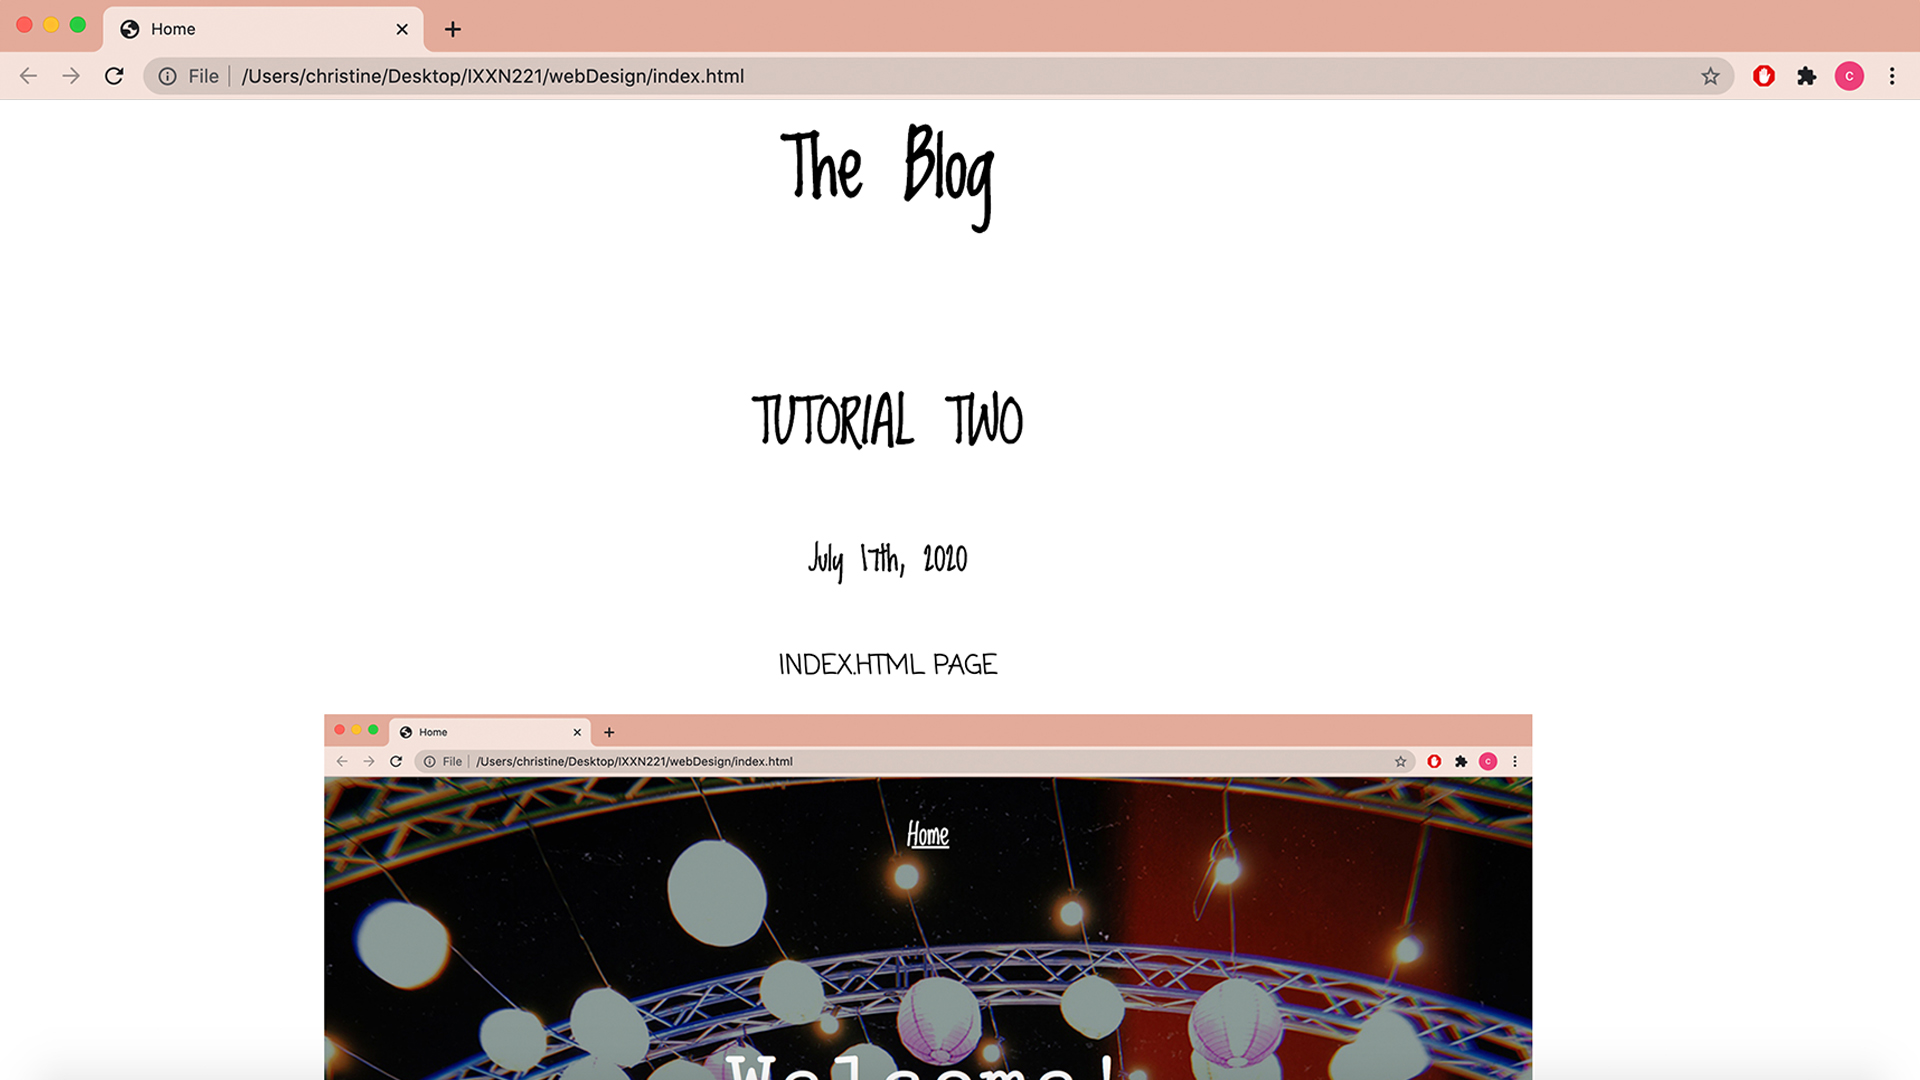 Home
File /Users/christine/Desktop/IXXN221/webDesign/index.html
C
The Blog
TUTORIAL TWO
July 17th, 2020
INDEX.HTML PAGE
Home
File /Users/christine/Desktop/IXXN221/webDesign/index.html
C
Home
Welcome!